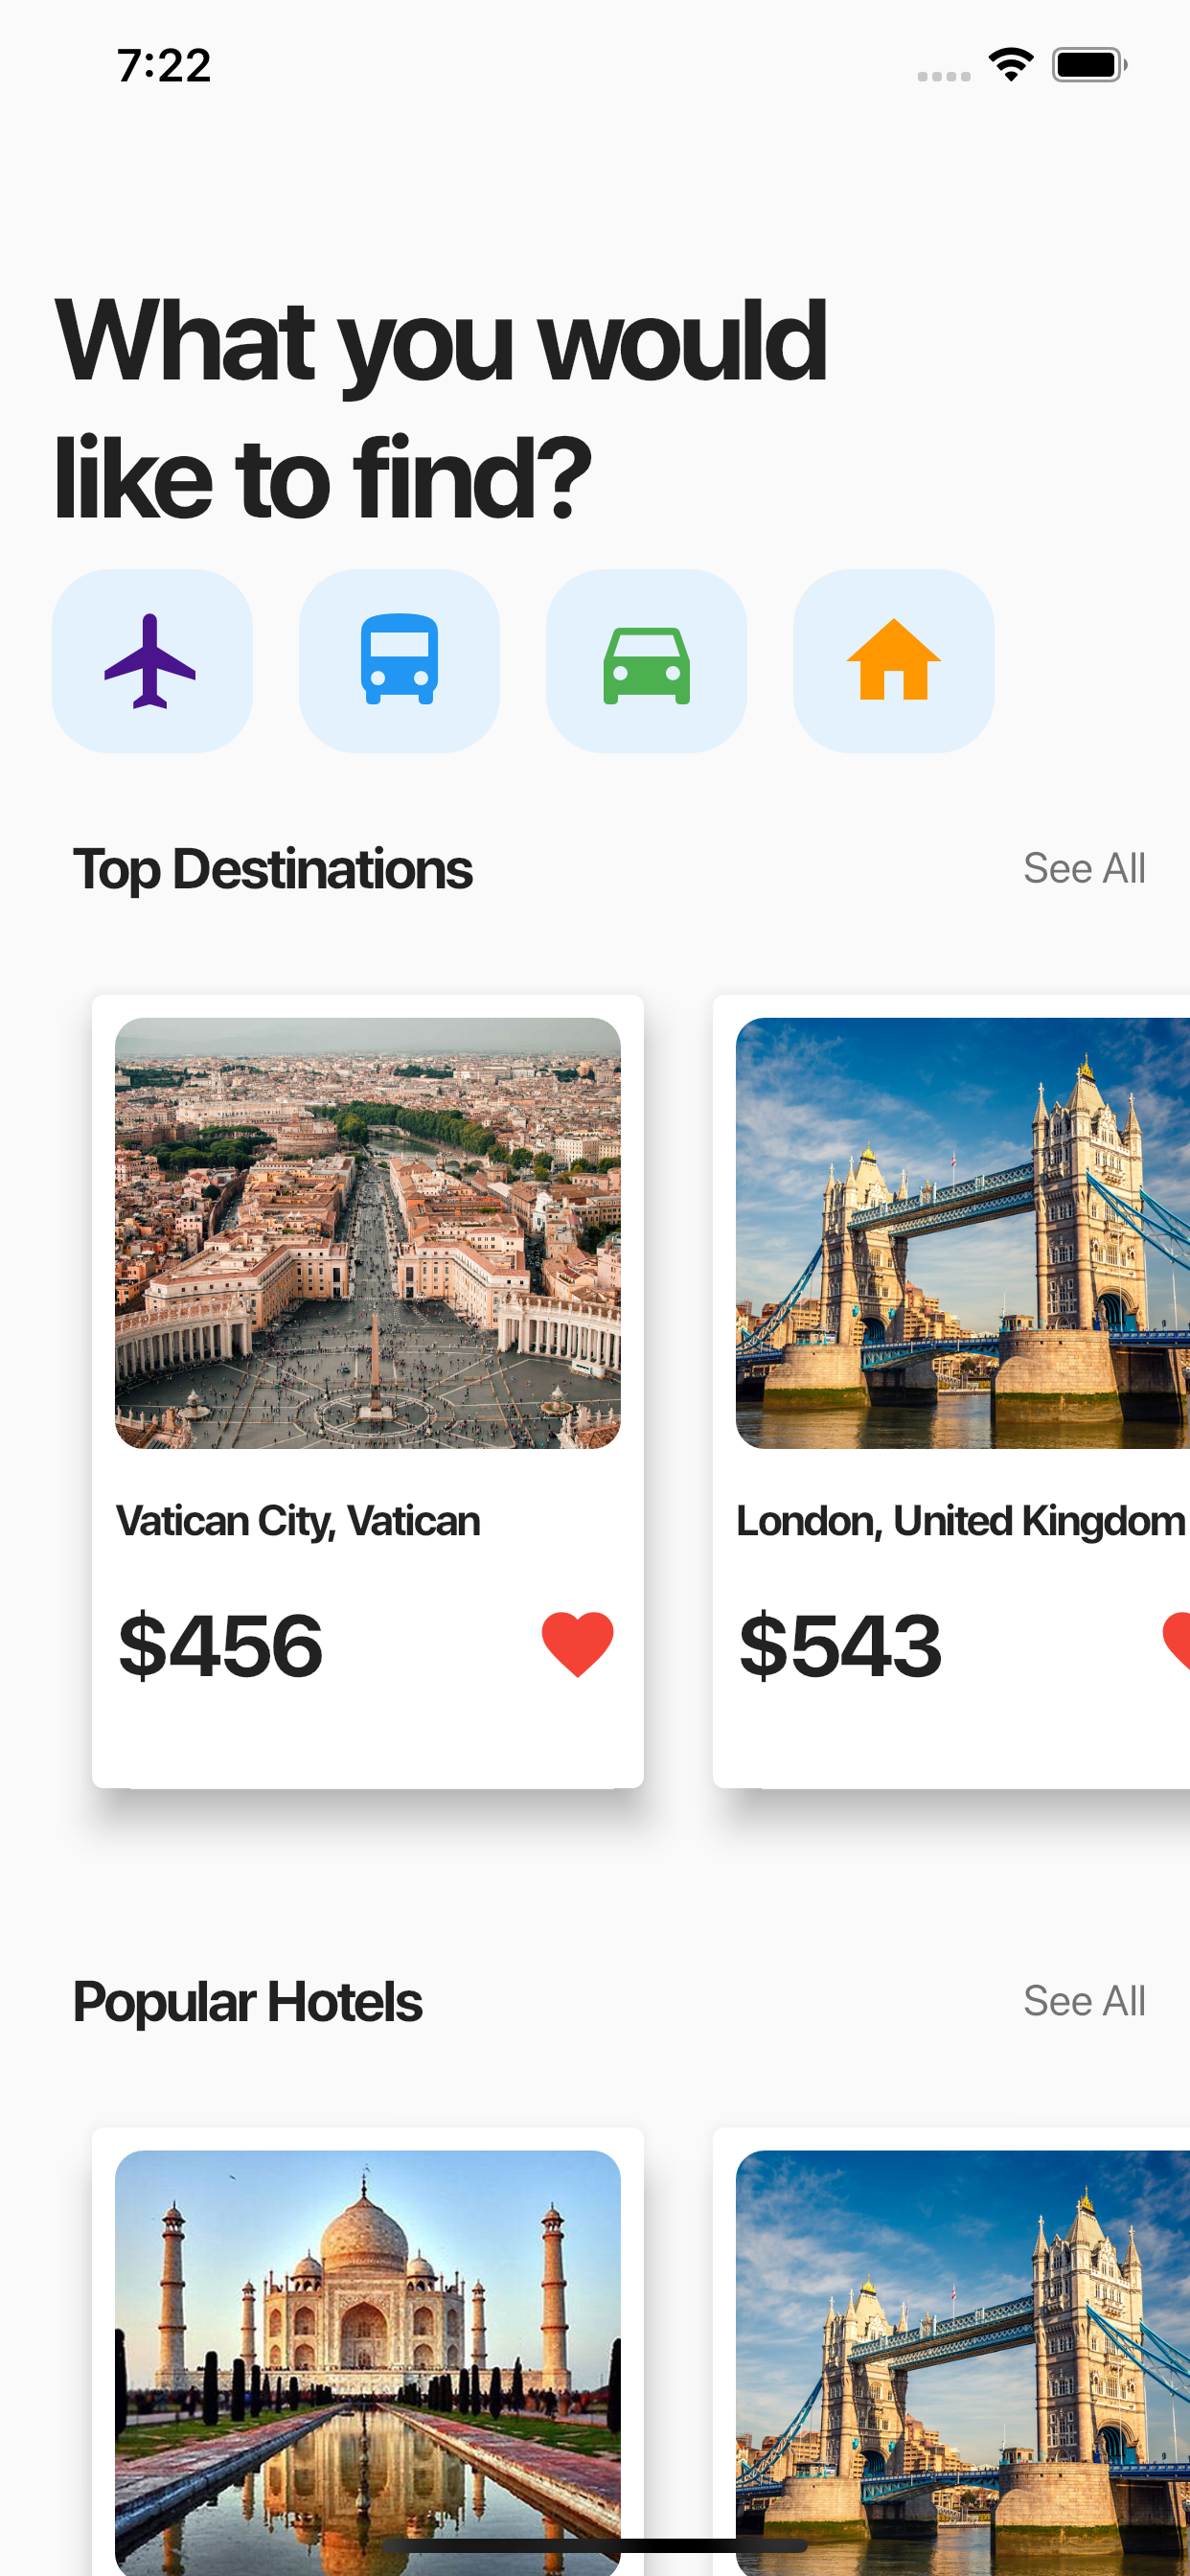 7:22
What you would
like to find?
Top Destinations
See All
Vatican City, Vatican
London, United Kingdom
$456
$543
Popular Hotels
See All